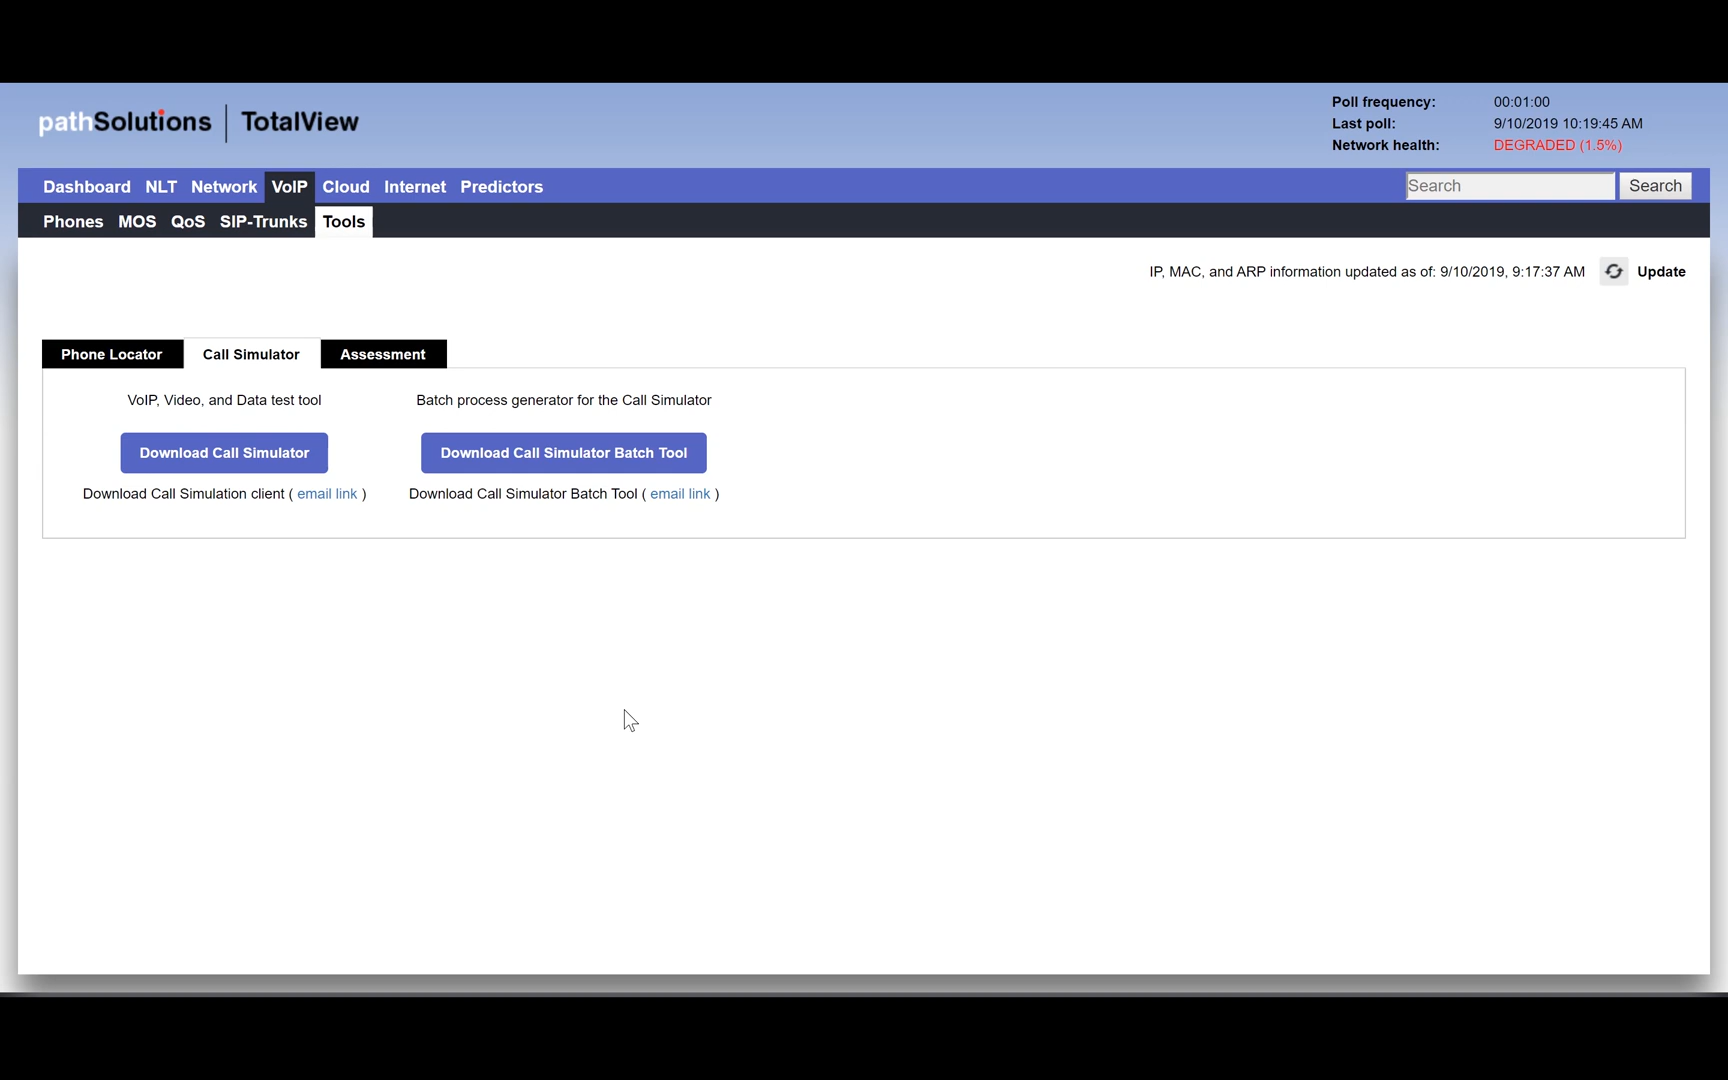 pathSolutions | TotalView
Poll frequency: 00:01:00
Last poll: 9/10/2019 10:19:45 AM
Network health: DEGRADED (1.5%)
Dashboard NLT Network VoIP Cloud Internet Predictors
Search Search
Phones MOS QoS SIP-Trunks Tools
IP, MAC, and ARP information updated as of: 9/10/2019, 9:17:37 AM Update
Phone Locator Call Simulator Assessment
VoIP, Video, and Data test tool Batch process generator for the Call Simulator
Download Call Simulator Download Call Simulator Batch Tool
Download Call Simulation client ( email link ) Download Call Simulator Batch Tool ( email link )